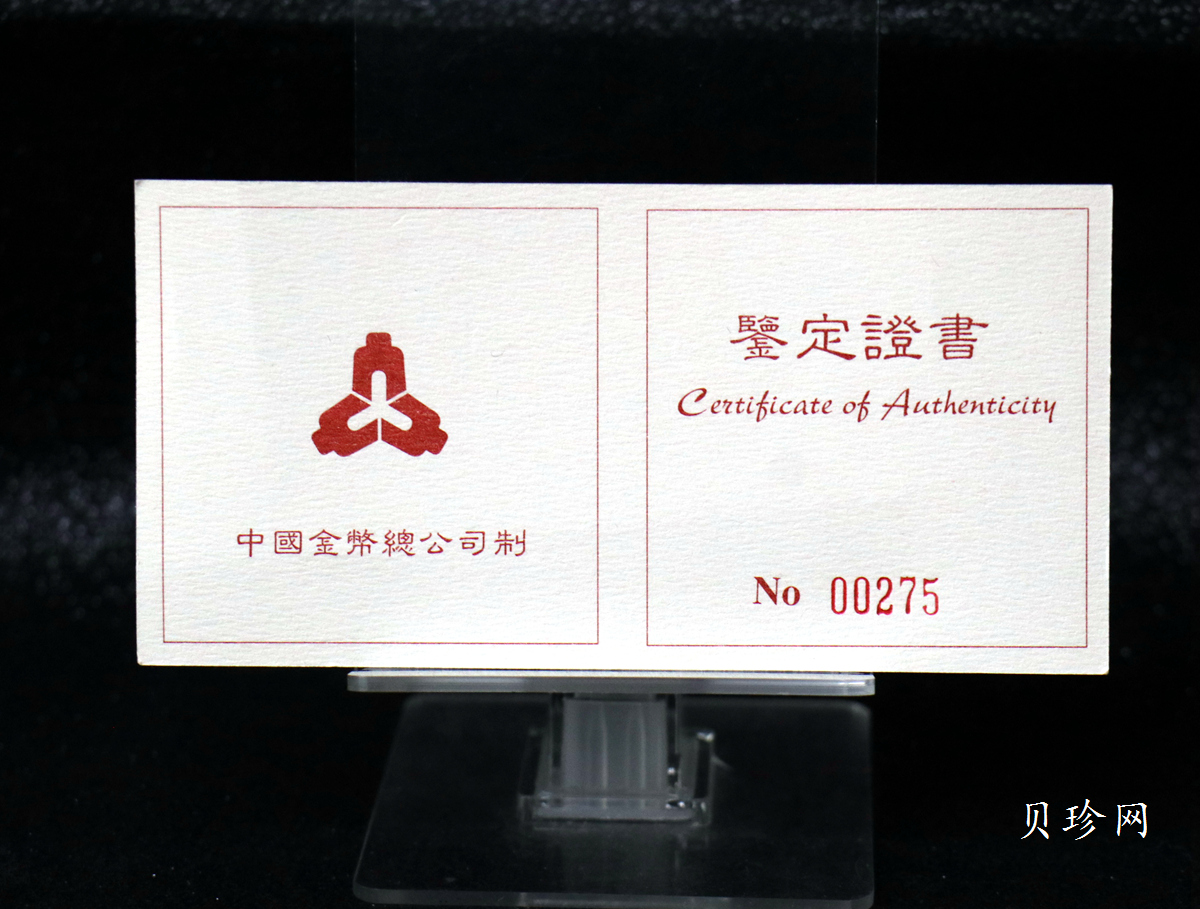 中國金幣總公司制
鑒定證書
Certificate of Authenticity
No 00275
贝珍网